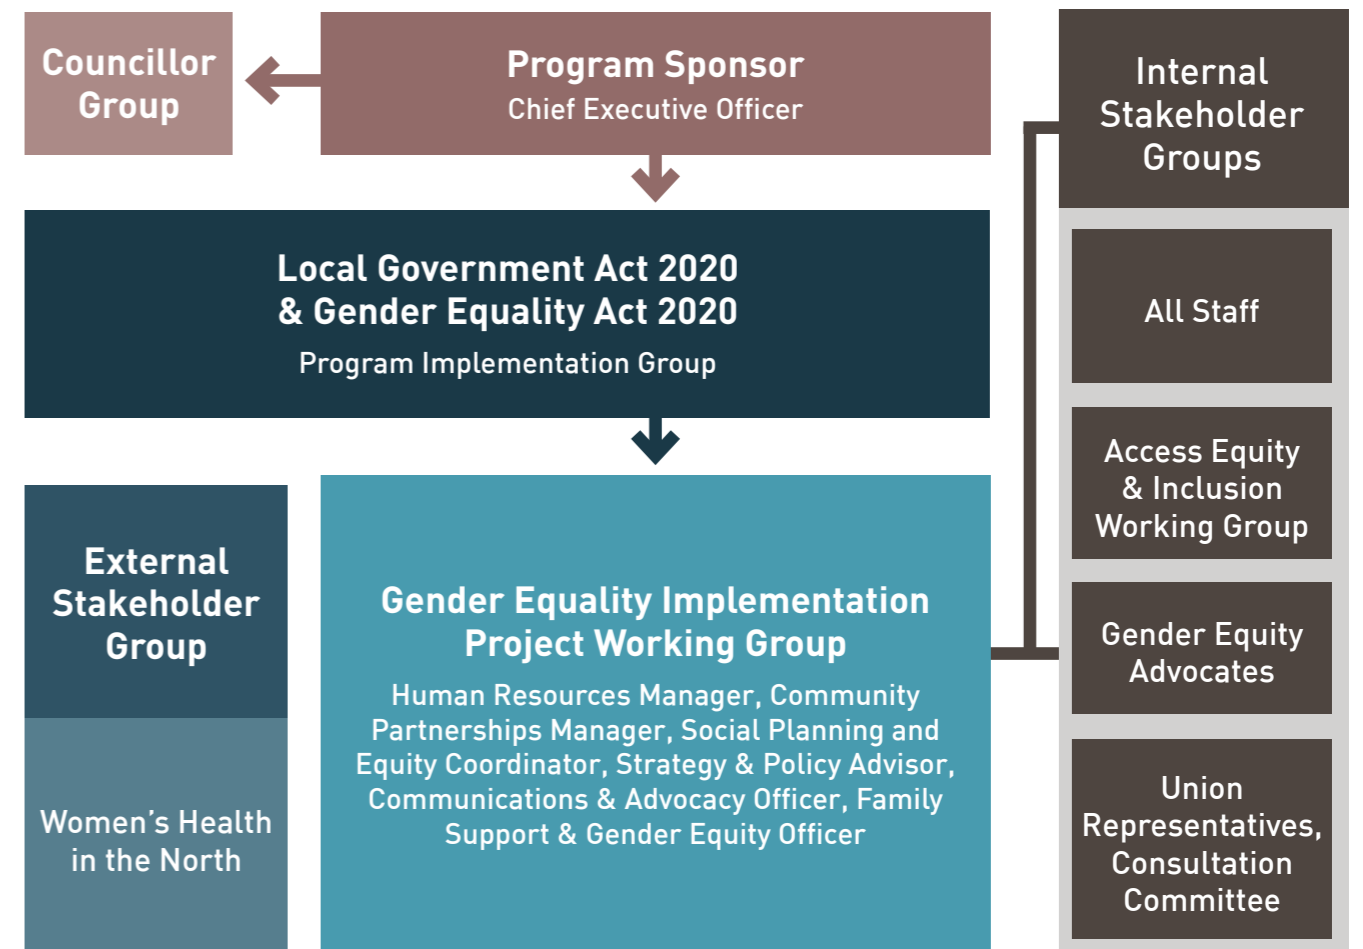 Councillor
Group
Program Sponsor
Chief Executive Officer
Local Government Act 2020
& Gender Equality Act 2020
Program Implementation Group
External
Stakeholder
Group
Women’s Health
in the North
Gender Equality Implementation
Project Working Group
Human Resources Manager, Community
Partnerships Manager, Social Planning and
Equity Coordinator, Strategy & Policy Advisor,
Communications & Advocacy Officer, Family
Support & Gender Equity Officer
Internal
Stakeholder
Groups
All Staff
Access Equity
& Inclusion
Working Group
Gender Equity
Advocates
Union
Representatives,
Consultation
Committee